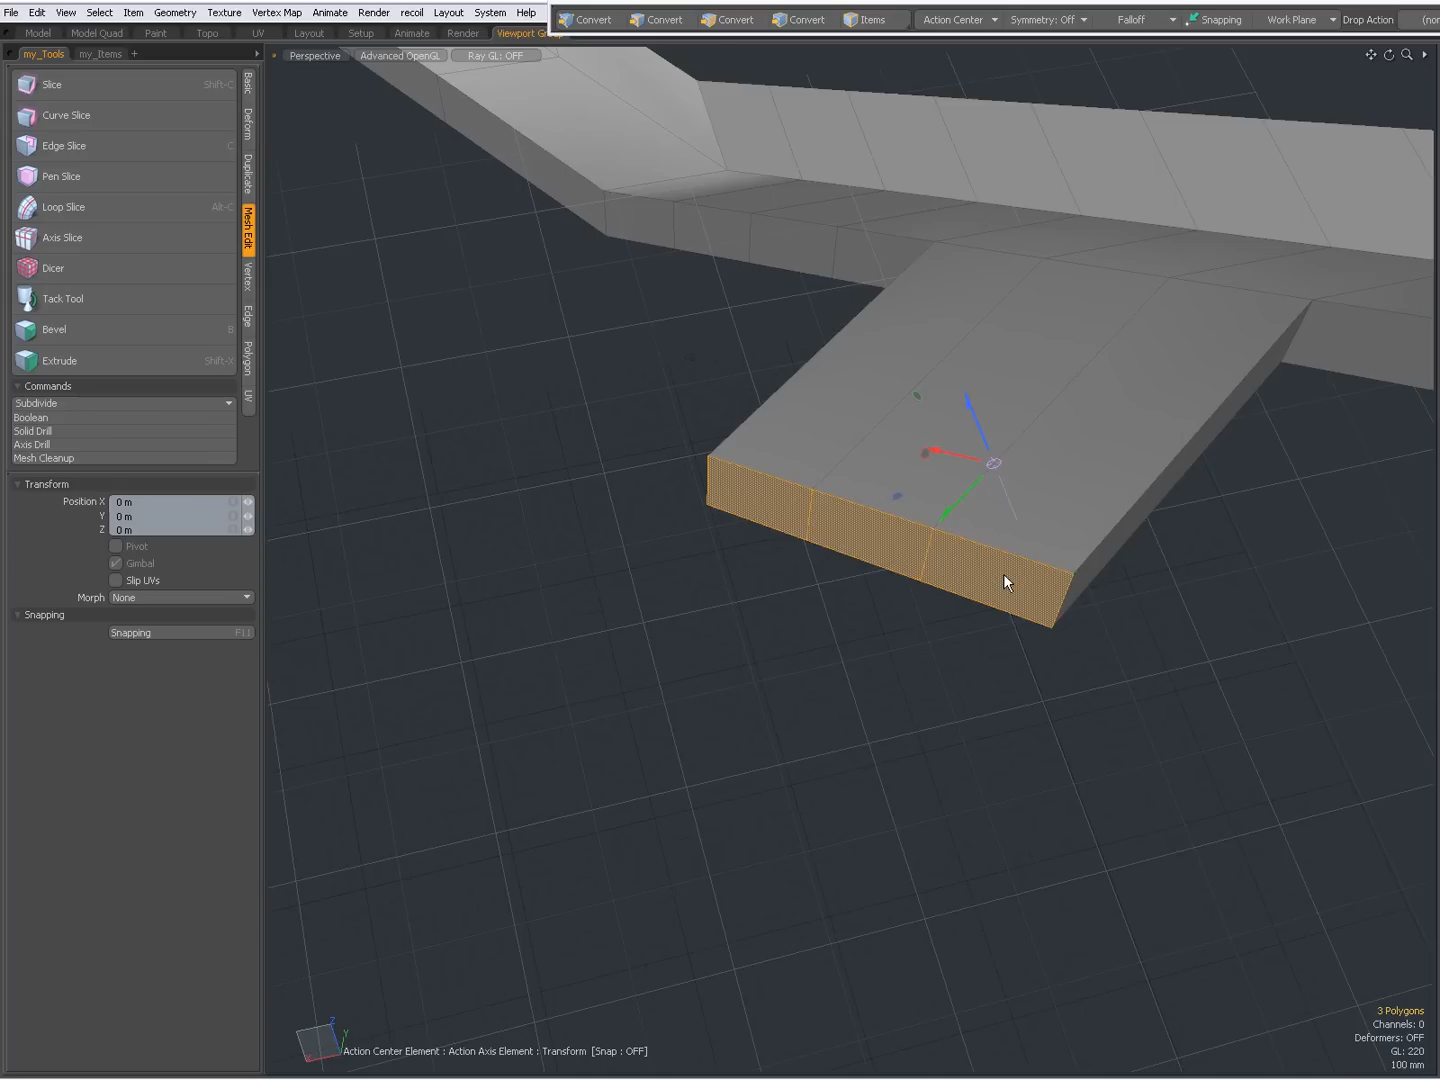 File Edit View Select Item Geometry Texture Vertex Map Animate Render recoil Layout System Help
Convert Convert Convert Convert Items Action Center Symmetry: Off Falloff Snapping Work Plane Drop Action (no
Model Model Quad Paint Topo UV Layout Setup Animate Render
my_Tools my_Items +
Perspective Advanced OpenGL Ray GL: OFF
Slice Shift-C
Curve Slice
Edge Slice C
Pen Slice
Loop Slice Alt-C
Axis Slice
Dicer
Tack Tool
Bevel B
Extrude Shift-X
Basic
Deform
Duplicate
Mesh Edit
Vertex
Edge
Polygon
UV
Commands
Subdivide
Boolean
Solid Drill
Axis Drill
Mesh Cleanup
Transform
Position X 0 m
Y 0 m
Z 0 m
Pivot
Gimbal
Slip UVs
Morph None
Snapping
Snapping F11
Z
Y
X
Action Center Element : Action Axis Element : Transform [Snap : OFF]
3 Polygons
Channels: 0
Deformers: OFF
GL: 220
100 mm